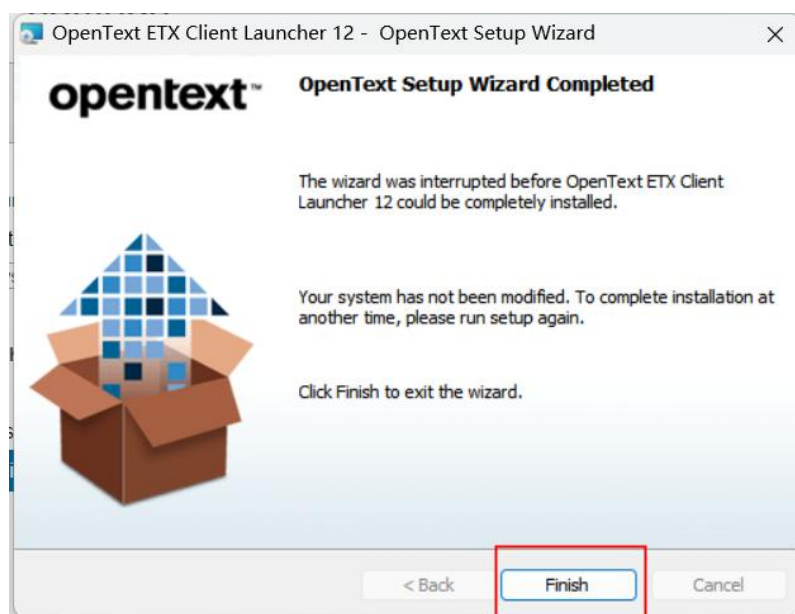 OpenText ETX Client Launcher 12 - OpenText Setup Wizard
opentext™
OpenText Setup Wizard Completed
The wizard was interrupted before OpenText ETX Client
Launcher 12 could be completely installed.
Your system has not been modified. To complete installation at
another time, please run setup again.
Click Finish to exit the wizard.
< Back
Finish
Cancel